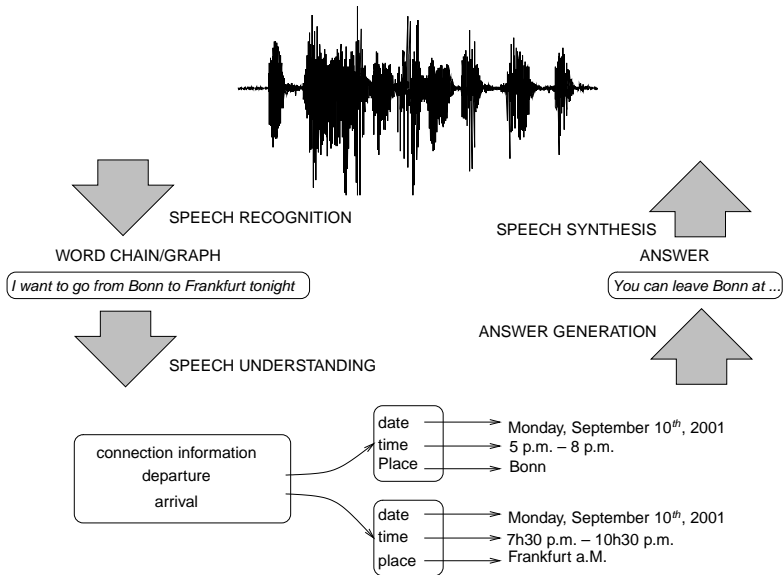 SPEECH RECOGNITION
SPEECH SYNTHESIS
WORD CHAIN/GRAPH
ANSWER
I want to go from Bonn to Frankfurt tonight
You can leave Bonn at ...
ANSWER GENERATION
SPEECH UNDERSTANDING
connection information
departure
arrival
date
Monday, September 10th, 2001
time
5 p.m. – 8 p.m.
Place
Bonn
date
Monday, September 10th, 2001
time
7h30 p.m. – 10h30 p.m.
place
Frankfurt a.M.